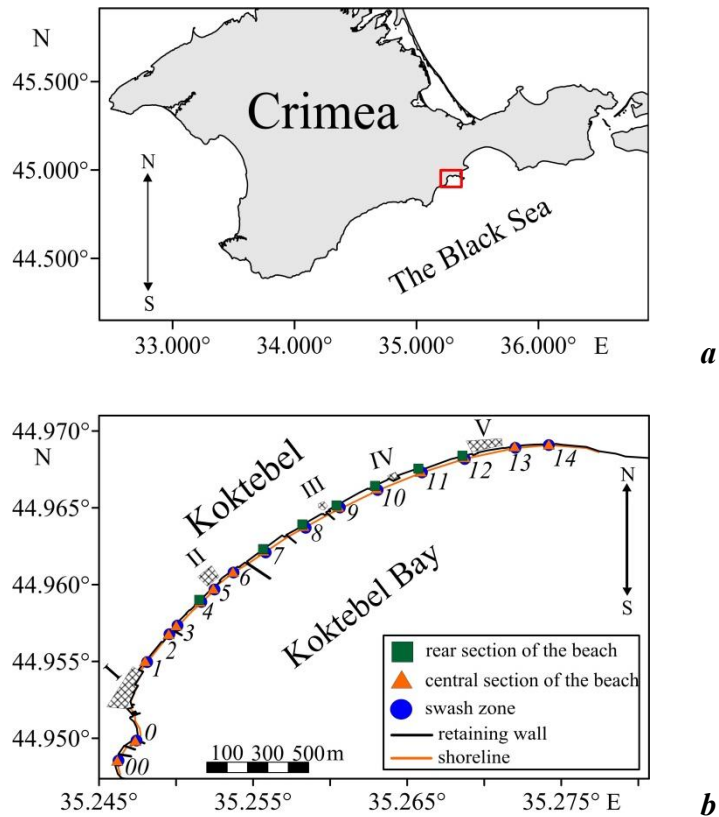 N
45.500°
Crimea
45.000°
N
S
44.500°
The Black Sea
33.000° 34.000° 35.000° 36.000° E
a
44.970°
N
V
14
13
12
IV
11
10
Koktebel
III
9
44.965°
8
N
S
II
7
44.960°
6
5
4
Koktebel Bay
3
2
44.955°
1
I
44.950°
0
00
rear section of the beach
central section of the beach
swash zone
retaining wall
shoreline
100 300 500 m
35.245° 35.255° 35.265° 35.275° E
b